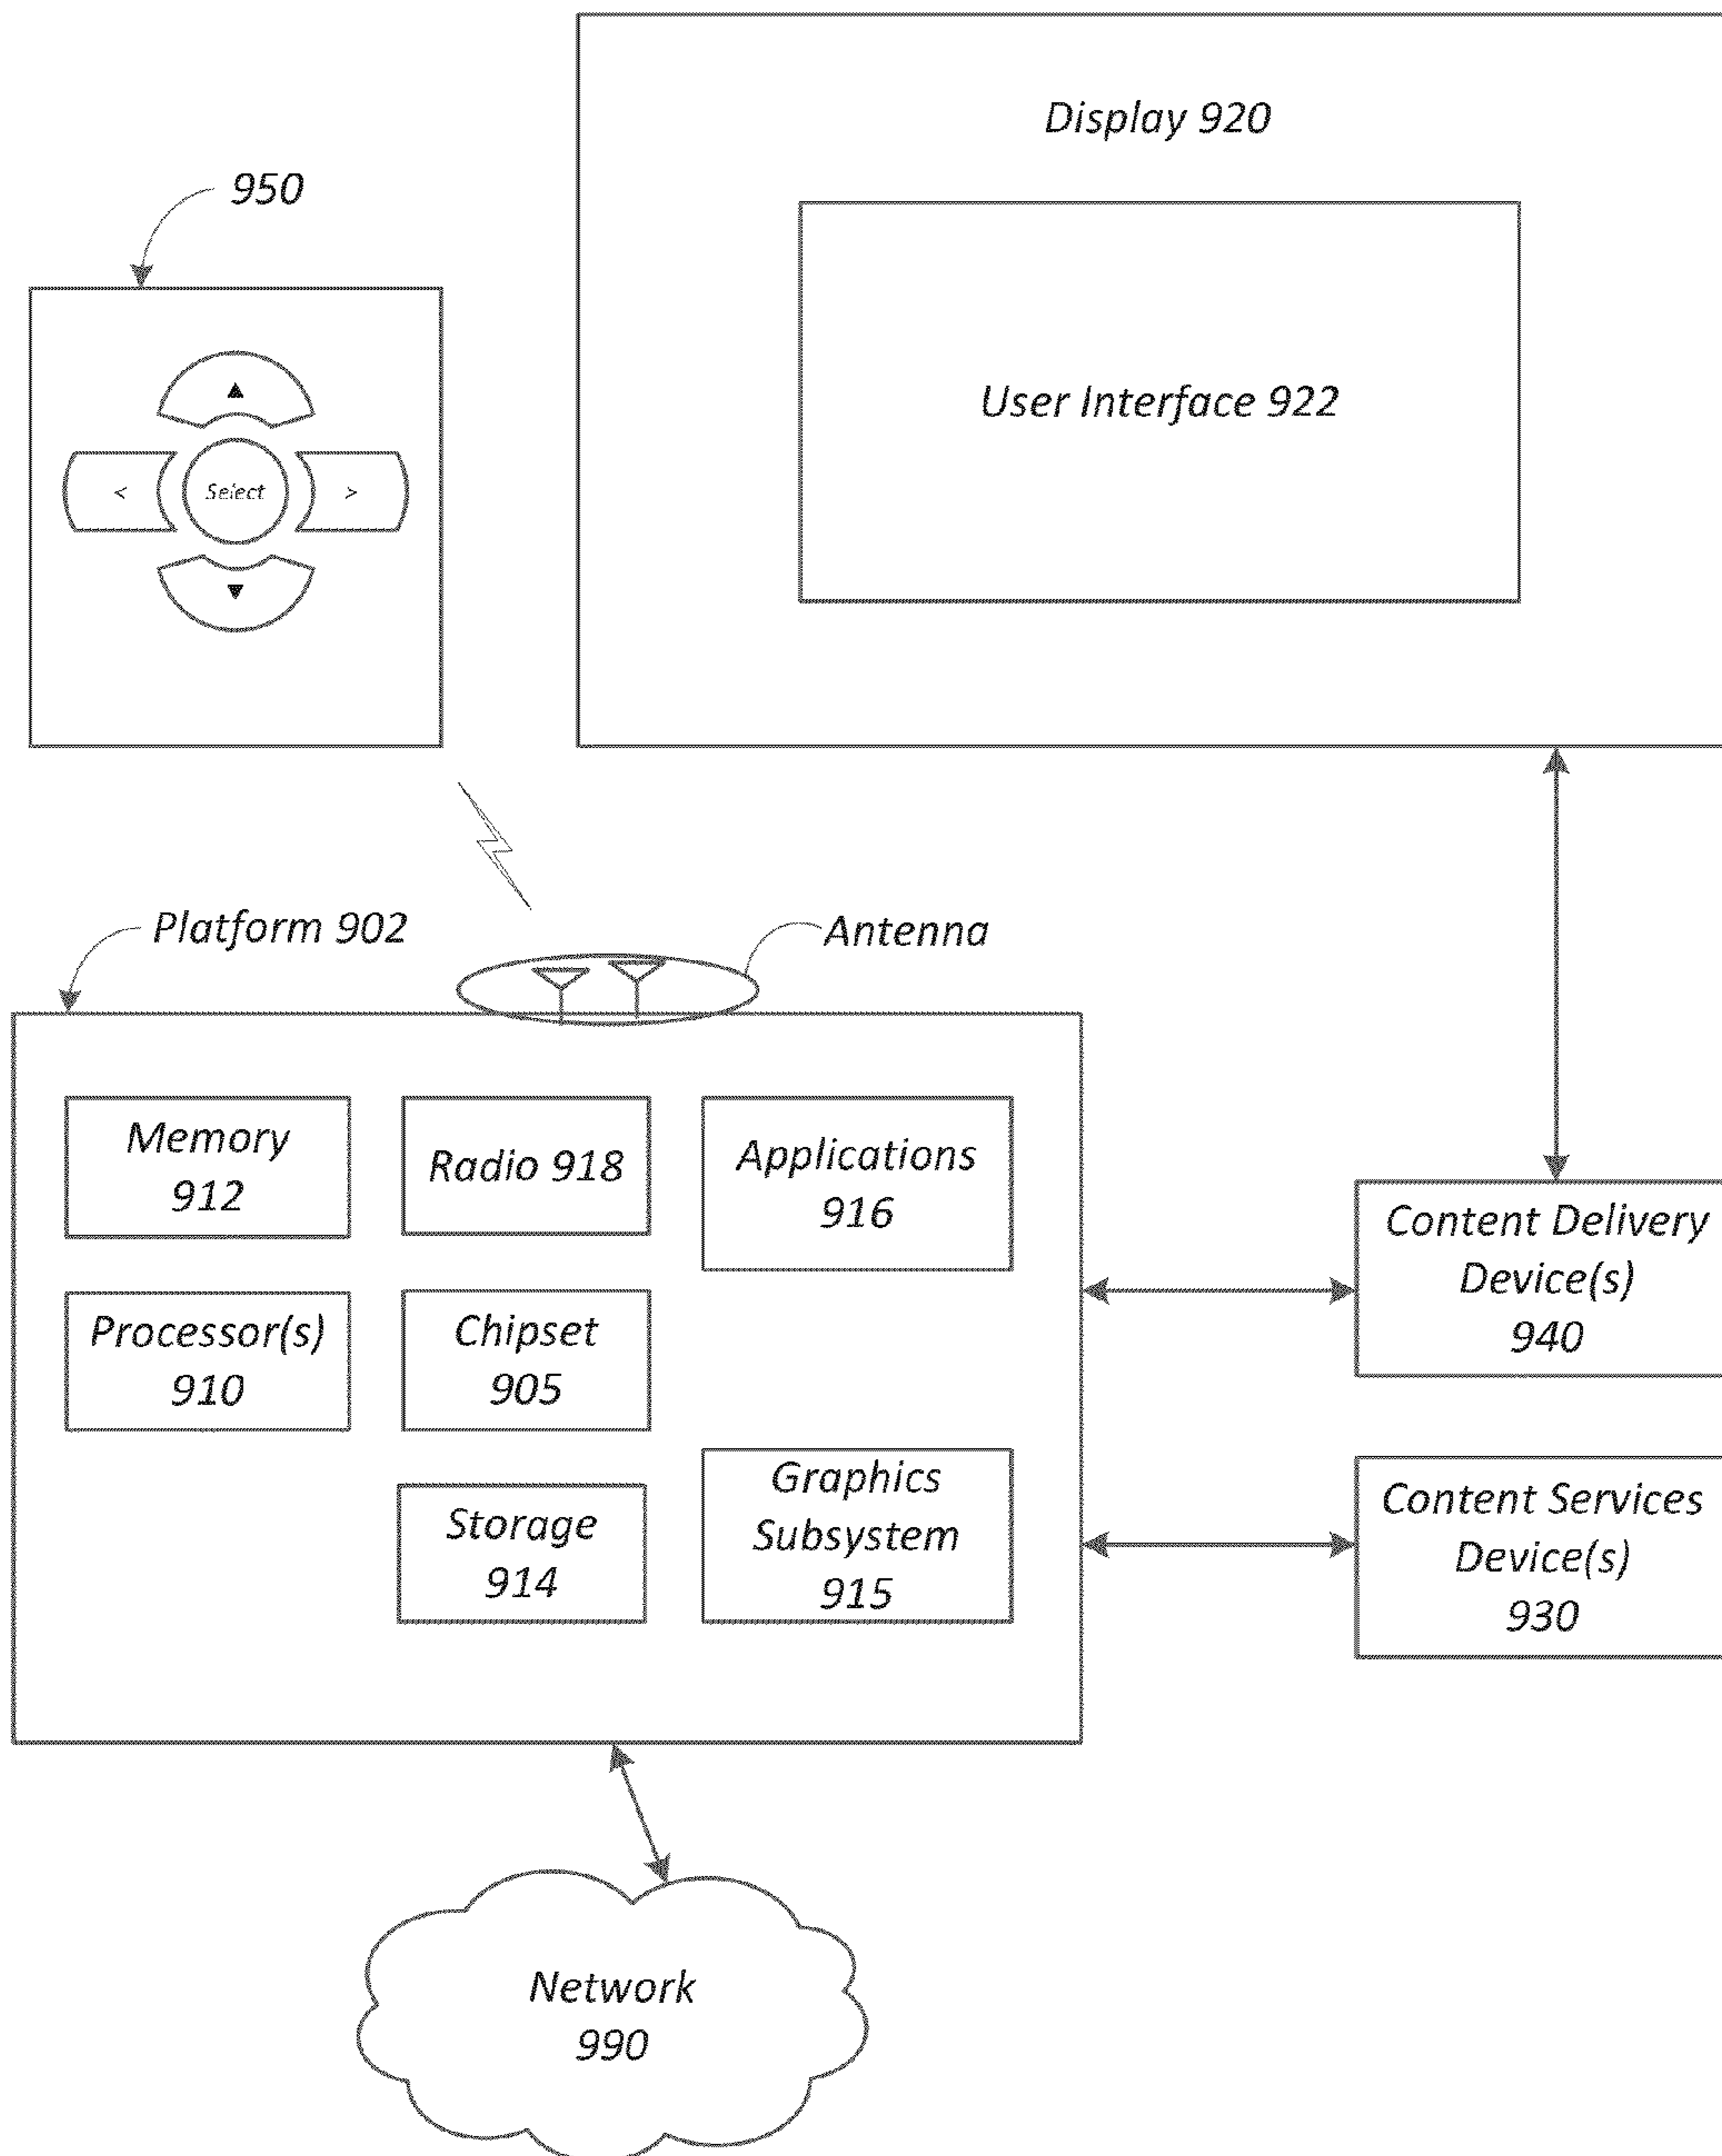 Display 920
950
User Interface 922
▲
<
Select
>
▼
Platform 902
Antenna
Memory
912
Radio 918
Applications
916
Processor(s)
910
Chipset
905
Storage
914
Graphics
Subsystem
915
Content Delivery
Device(s)
940
Content Services
Device(s)
930
Network
990